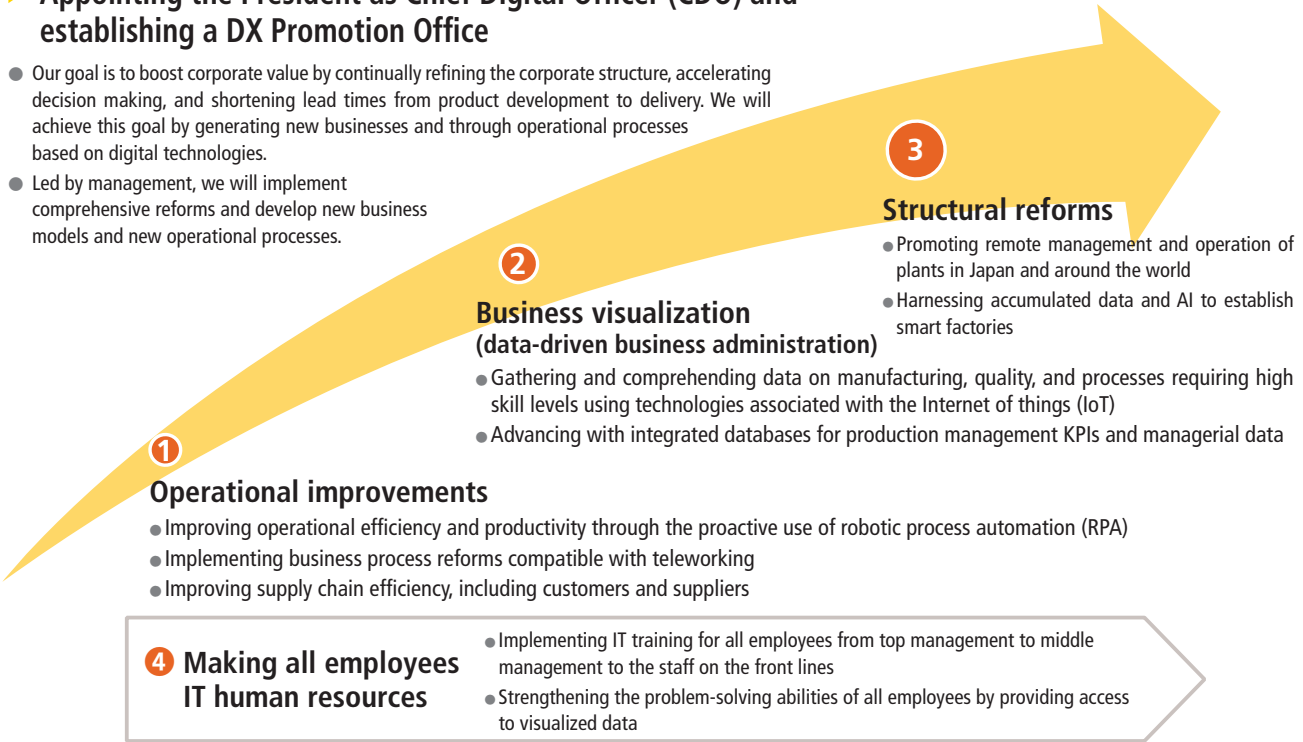 Appointing the President as Chief Digital Officer (CDO) and
establishing a DX Promotion Office
● Our goal is to boost corporate value by continually refining the corporate structure, accelerating
decision making, and shortening lead times from product development to delivery. We will
achieve this goal by generating new businesses and through operational processes
based on digital technologies.
● Led by management, we will implement
comprehensive reforms and develop new business
models and new operational processes.
3
Structural reforms
● Promoting remote management and operation of
plants in Japan and around the world
● Harnessing accumulated data and AI to establish
smart factories
2
Business visualization
(data-driven business administration)
● Gathering and comprehending data on manufacturing, quality, and processes requiring high
skill levels using technologies associated with the Internet of things (IoT)
● Advancing with integrated databases for production management KPIs and managerial data
1
Operational improvements
● Improving operational efficiency and productivity through the proactive use of robotic process automation (RPA)
● Implementing business process reforms compatible with teleworking
● Improving supply chain efficiency, including customers and suppliers
4 Making all employees
IT human resources
● Implementing IT training for all employees from top management to middle
management to the staff on the front lines
● Strengthening the problem-solving abilities of all employees by providing access
to visualized data